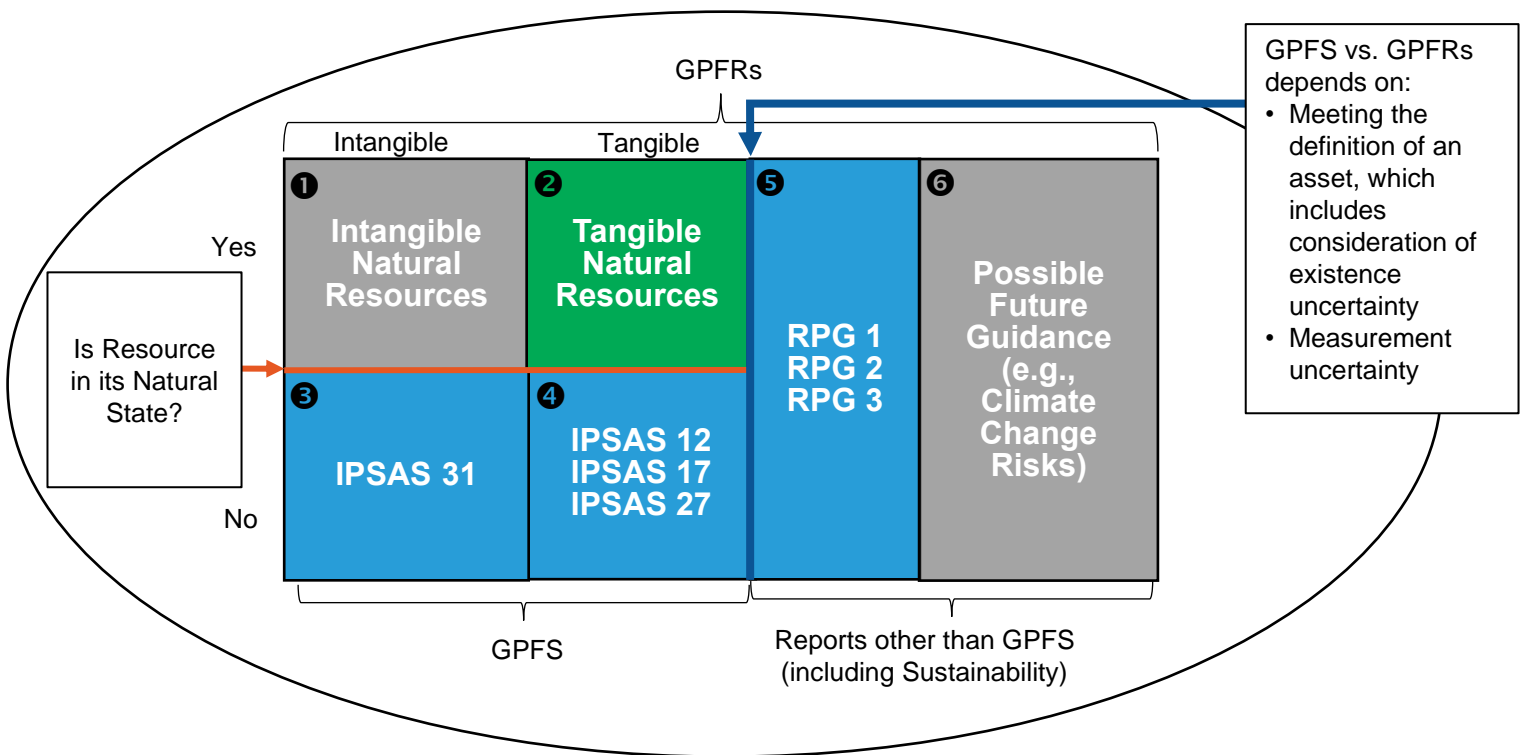 GPFRs
Intangible
Tangible
GPFS vs. GPFRs
depends on:
• Meeting the
definition of an
asset, which
includes
consideration of
existence
uncertainty
• Measurement
uncertainty
Yes
Is Resource
in its Natural
State?
No
❶
Intangible
Natural
Resources
❷
Tangible
Natural
Resources
❸
IPSAS 31
❹
IPSAS 12
IPSAS 17
IPSAS 27
❺
RPG 1
RPG 2
RPG 3
❻
Possible
Future
Guidance
(e.g.,
Climate
Change
Risks)
GPFS
Reports other than GPFS
(including Sustainability)